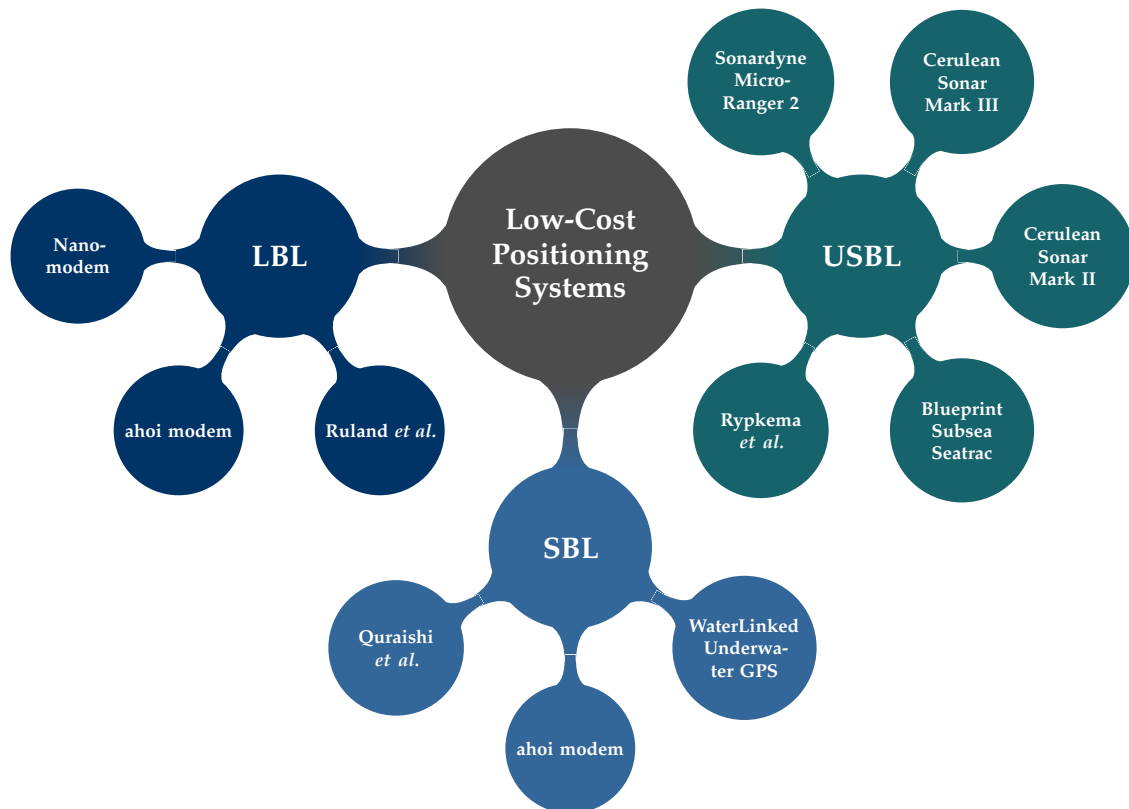 Low-Cost
Positioning
Systems
LBL
Nano-
modem
ahoi modem
Ruland et al.
SBL
Quraishi
et al.
ahoi modem
WaterLinked
Underwa-
ter GPS
USBL
Sonardyne
Micro-
Ranger 2
Cerulean
Sonar
Mark III
Cerulean
Sonar
Mark II
Blueprint
Subsea
Seatrac
Rypkema
et al.